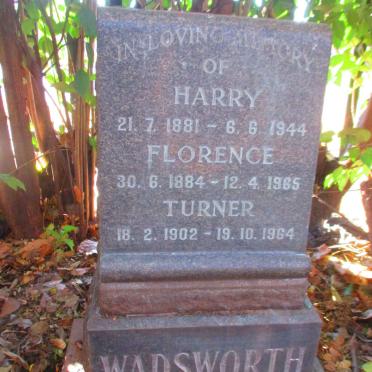 IN LOVING MEMORY
OF
HARRY
21. 7. 1881 - 6. 6. 1944
FLORENCE
30. 6. 1884 - 12. 4. 1965
TURNER
18. 2. 1902 - 19. 10. 1964
WADSWORTH